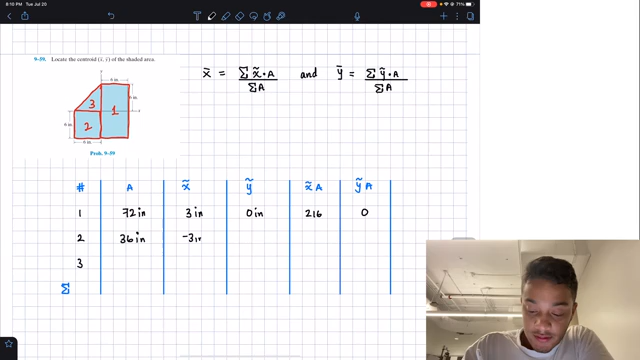 8:10 PM Tue Jul 20
71%
9-59. Locate the centroid (x̄, ȳ) of the shaded area.
6 in.
6 in.
3
1
6 in.
2
6 in.
Prob. 9-59
x̄ = Σ x̃·A / ΣA and ȳ = Σ ỹ·A / ΣA
# A x̃ ỹ x̃A ỹA
1 72in 3in 0in 216 0
2 36in -3in
3
Σ